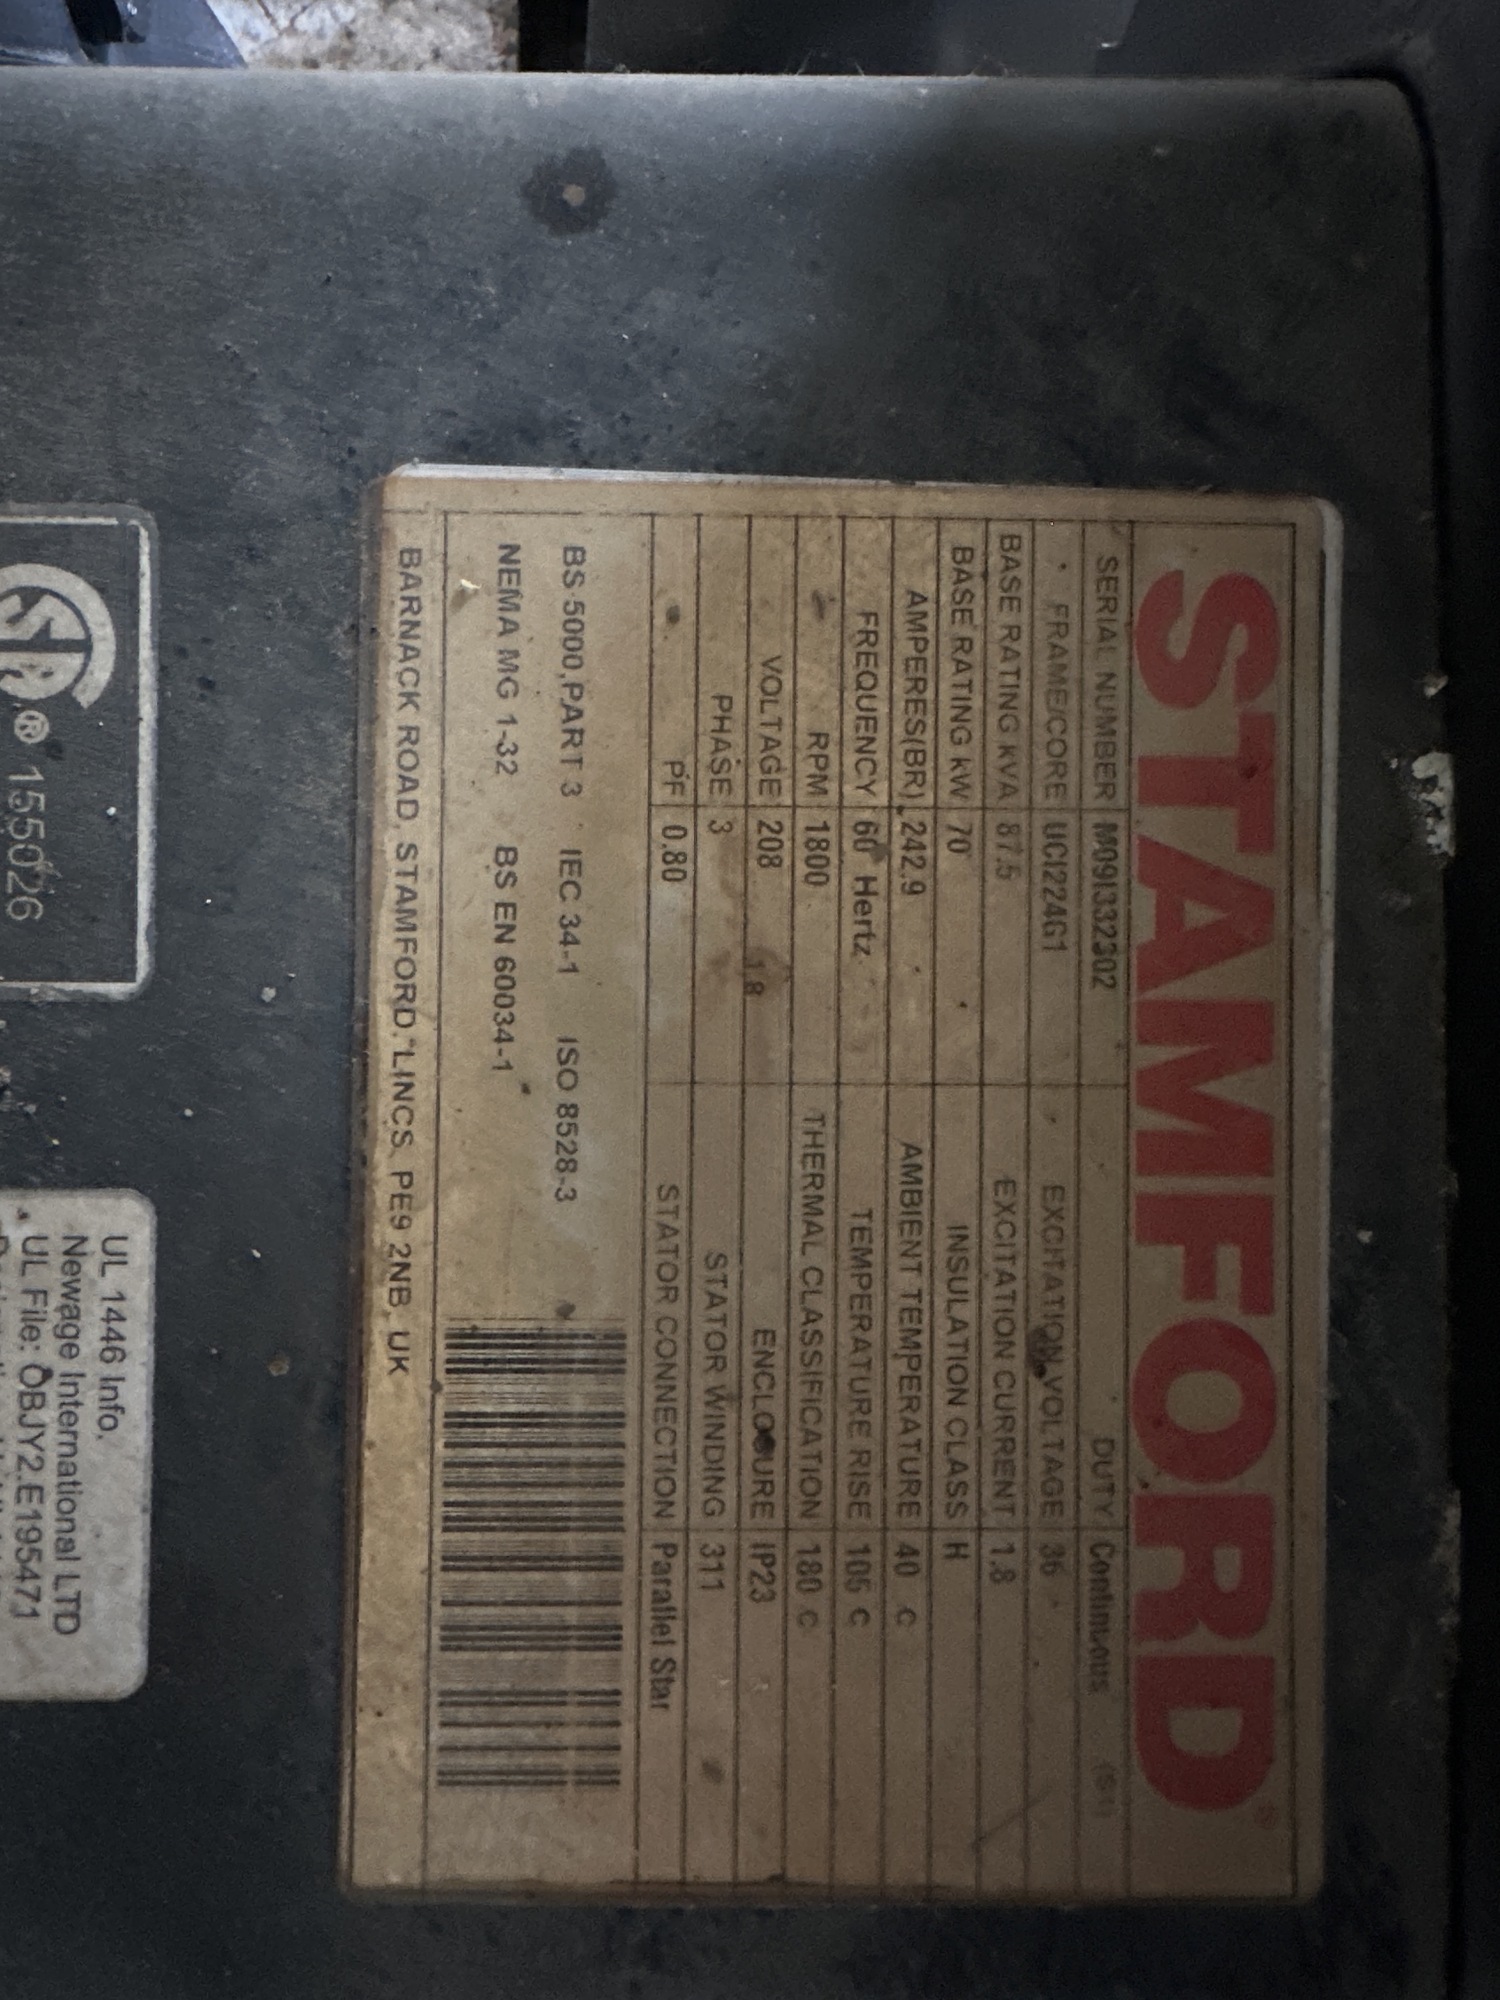 STAMFORD®
SERIAL NUMBER M09I332302 DUTY Continuous (S1)
FRAME/CORE UCI224G1 EXCITATION VOLTAGE 36
BASE RATING kVA 87.5 EXCITATION CURRENT 1.8
BASE RATING kW 70 INSULATION CLASS H
AMPERES(BR) 242.9 AMBIENT TEMPERATURE 40 C
FREQUENCY 60 Hertz TEMPERATURE RISE 105 C
RPM 1800 THERMAL CLASSIFICATION 180 C
VOLTAGE 208 ENCLOSURE IP23
18
PHASE 3 STATOR WINDING 311
PF 0.80 STATOR CONNECTION Parallel Star
BS 5000,PART 3 IEC 34-1 ISO 8528-3
NEMA MG 1-32 BS EN 60034-1
BARNACK ROAD, STAMFORD, LINCS. PE9 2NB, UK
® 155026
UL 1446 Info.
Newage International LTD
UL File: OBJY2.E195471